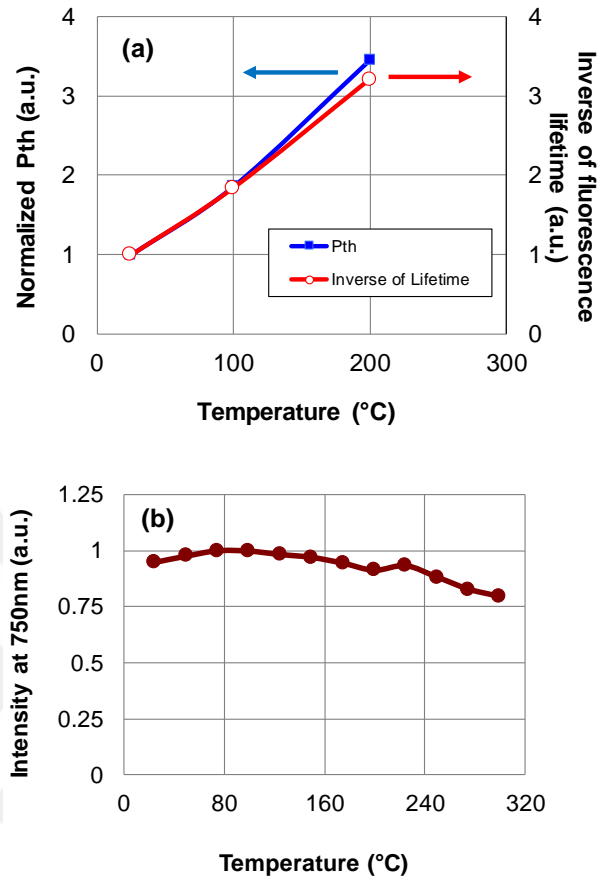 (a)
Normalized Pth (a.u.)
4
3
2
1
0
4
3
2
1
0
Inverse of fluorescence
lifetime (a.u.)
Pth
Inverse of Lifetime
0 100 200 300
Temperature (°C)
(b)
Intensity at 750nm (a.u.)
1.25
1
0.75
0.5
0.25
0
0 80 160 240 320
Temperature (°C)